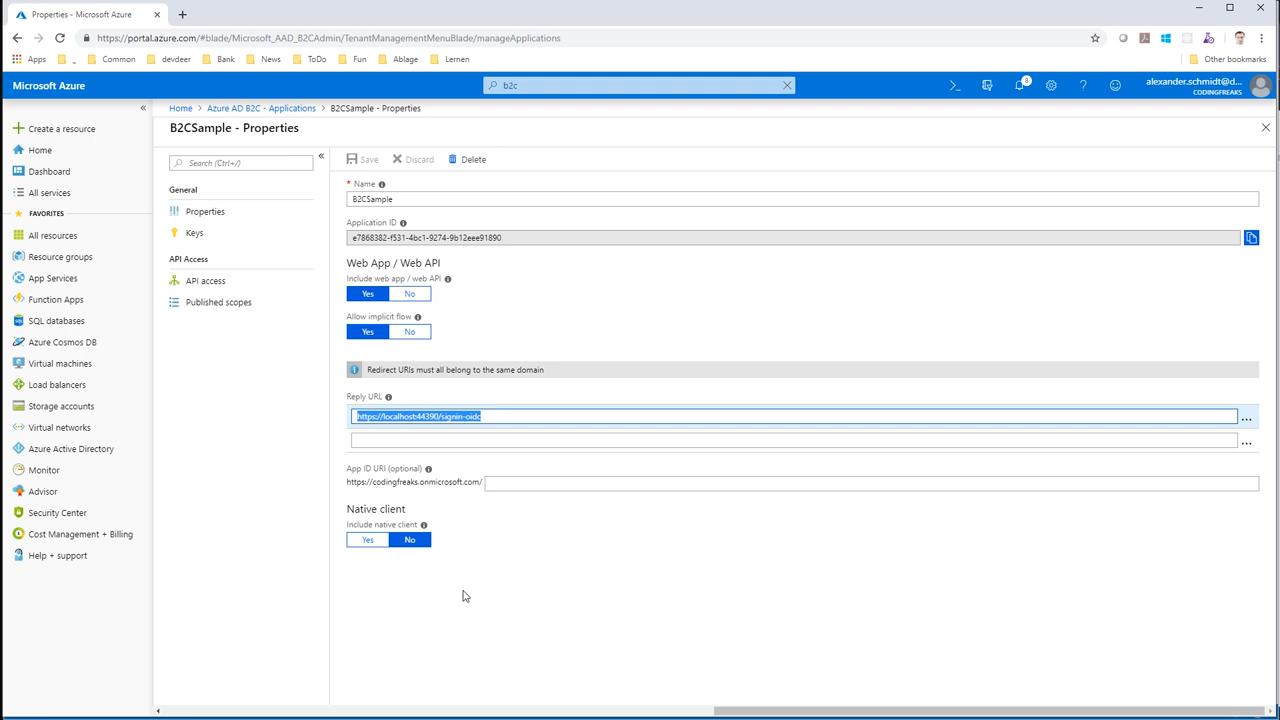 Properties - Microsoft Azure
https://portal.azure.com/#blade/Microsoft_AAD_B2CAdmin/TenantManagementMenuBlade/manageApplications
Apps
Common
devdeer
Bank
News
ToDo
Fun
Ablage
Lernen
Other bookmarks
Microsoft Azure
b2c
8
alexander.schmidt@d...
CODINGFREAKS
Create a resource
Home
Dashboard
All services
FAVORITES
All resources
Resource groups
App Services
Function Apps
SQL databases
Azure Cosmos DB
Virtual machines
Load balancers
Storage accounts
Virtual networks
Azure Active Directory
Monitor
Advisor
Security Center
Cost Management + Billing
Help + support
Home > Azure AD B2C - Applications > B2CSample - Properties
B2CSample - Properties
Search (Ctrl+/)
General
Properties
Keys
API Access
API access
Published scopes
Save
Discard
Delete
* Name
B2CSample
Application ID
e7868382-f531-4bc1-9274-9b12eee91890
Web App / Web API
Include web app / web API
Yes No
Allow implicit flow
Yes No
Redirect URIs must all belong to the same domain
Reply URL
https://localhost:44390/signin-oidc
...
...
App ID URI (optional)
https://codingfreaks.onmicrosoft.com/
Native client
Include native client
Yes No